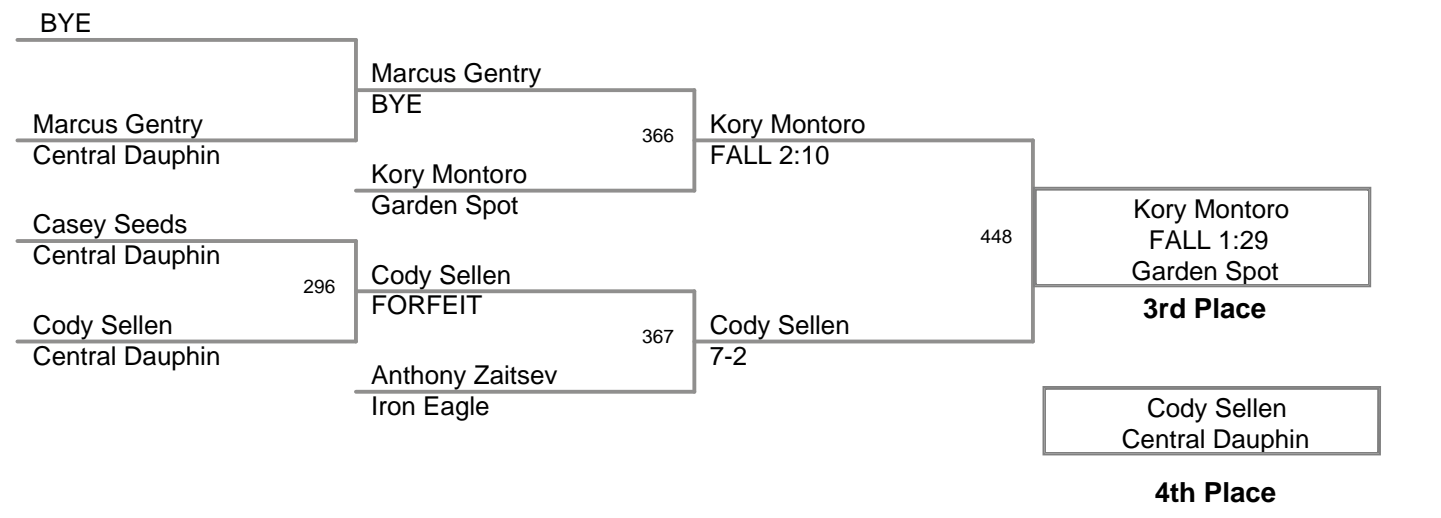 BYE
Marcus Gentry
BYE
Marcus Gentry
Central Dauphin
366
Kory Montoro
FALL 2:10
Kory Montoro
Garden Spot
Casey Seeds
Central Dauphin
448
Kory Montoro
FALL 1:29
Garden Spot
3rd Place
296
Cody Sellen
FORFEIT
Cody Sellen
Central Dauphin
367
Cody Sellen
7-2
Anthony Zaitsev
Iron Eagle
Cody Sellen
Central Dauphin
4th Place